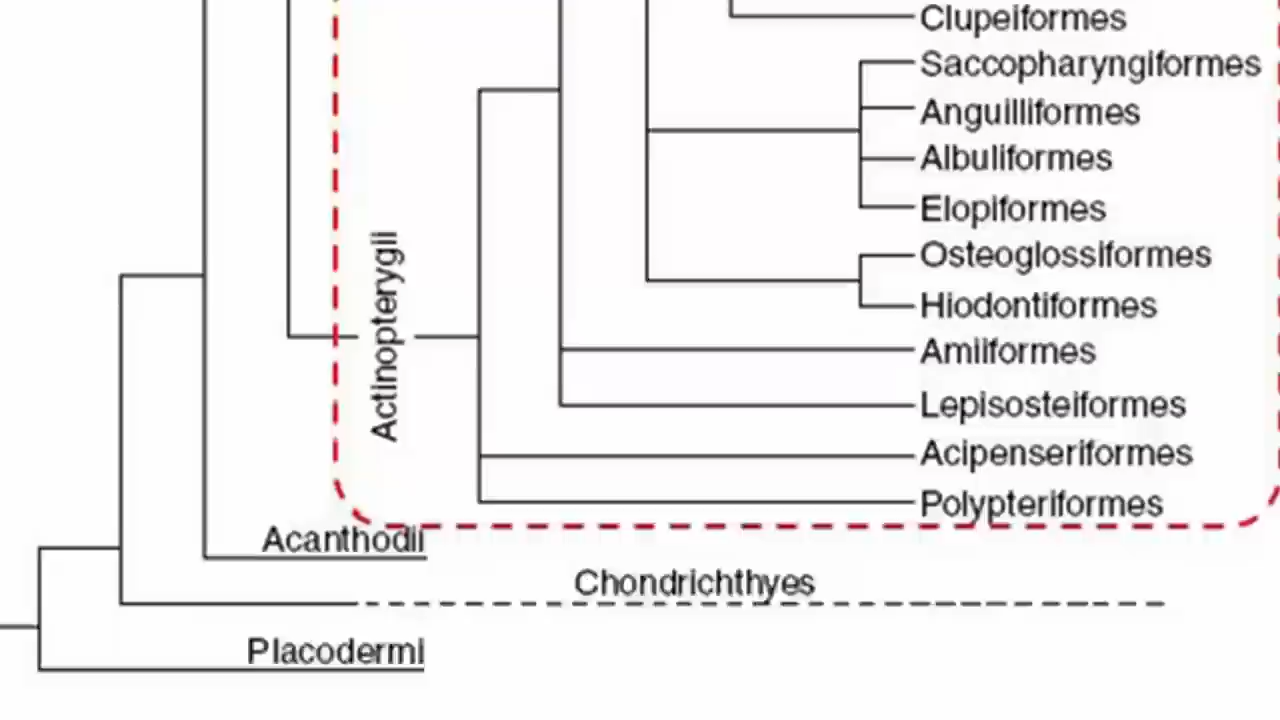 Clupeiformes
Saccopharyngiformes
Anguilliformes
Albuliformes
Elopiformes
Osteoglossiformes
Hiodontiformes
Actinopterygii
Amiiformes
Lepisosteiformes
Acipenseriformes
Polypteriformes
Acanthodii
Chondrichthyes
Placodermi